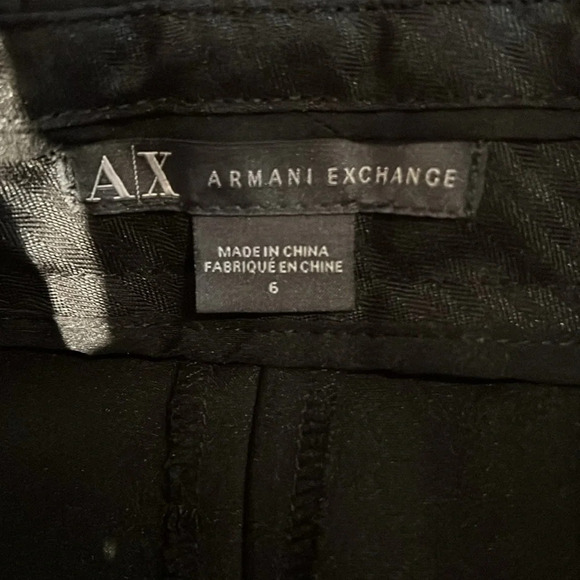 A|X ARMANI EXCHANGE
MADE IN CHINA
FABRIQUÉ EN CHINE
6